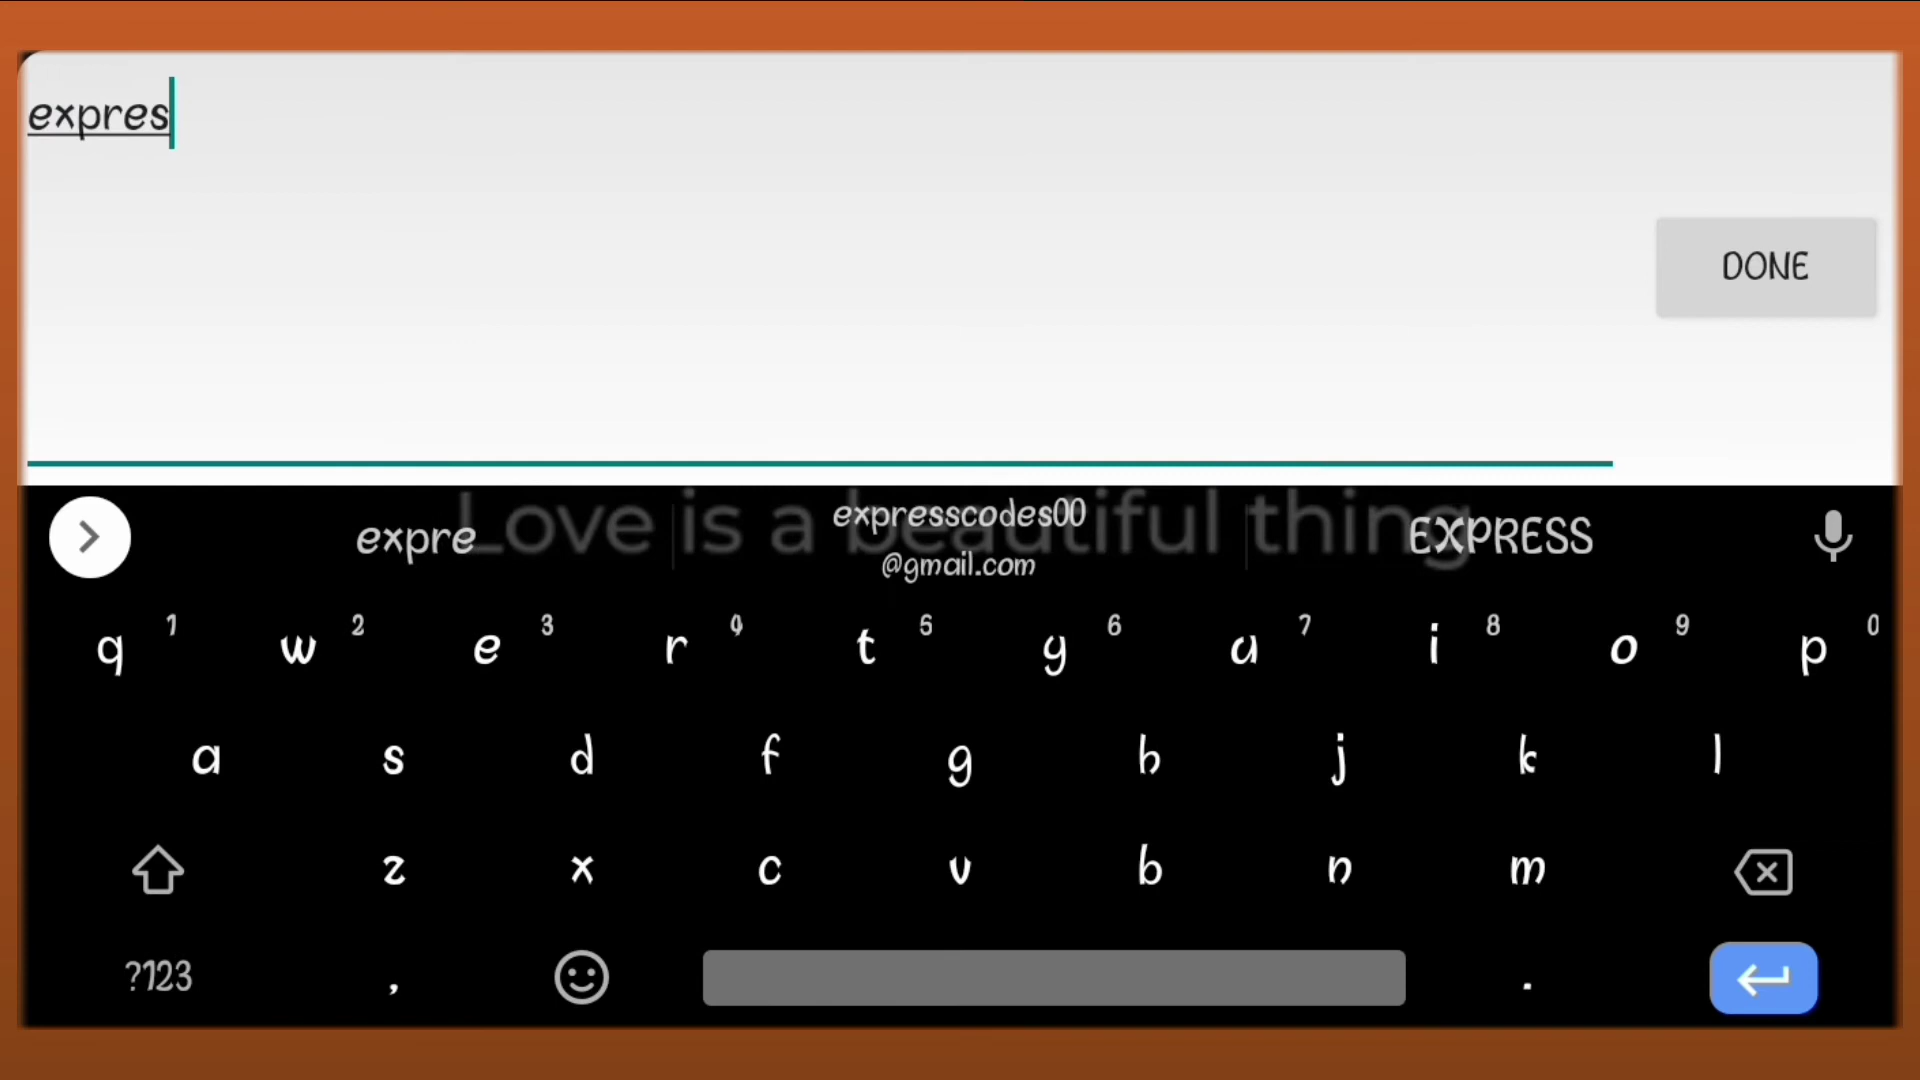 expres
DONE
Love is a beautiful thing
expre
expresscodes00
@gmail.com
EXPRESS
q 1 w 2 e 3 r 4 t 5 y 6 u 7 i 8 o 9 p 0
a s d f g h j k l
z x c v b n m
?123 , .